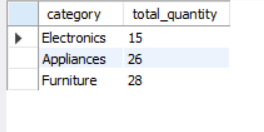 category total_quantity
Electronics 15
Appliances 26
Furniture 28